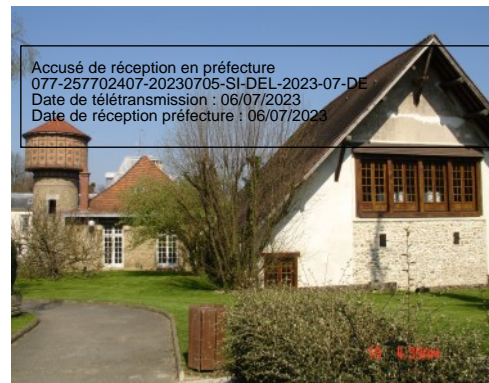 Accusé de réception en préfecture
077-257702407-20230705-SI-DEL-2023-07-DE
Date de télétransmission : 06/07/2023
Date de réception préfecture : 06/07/2023